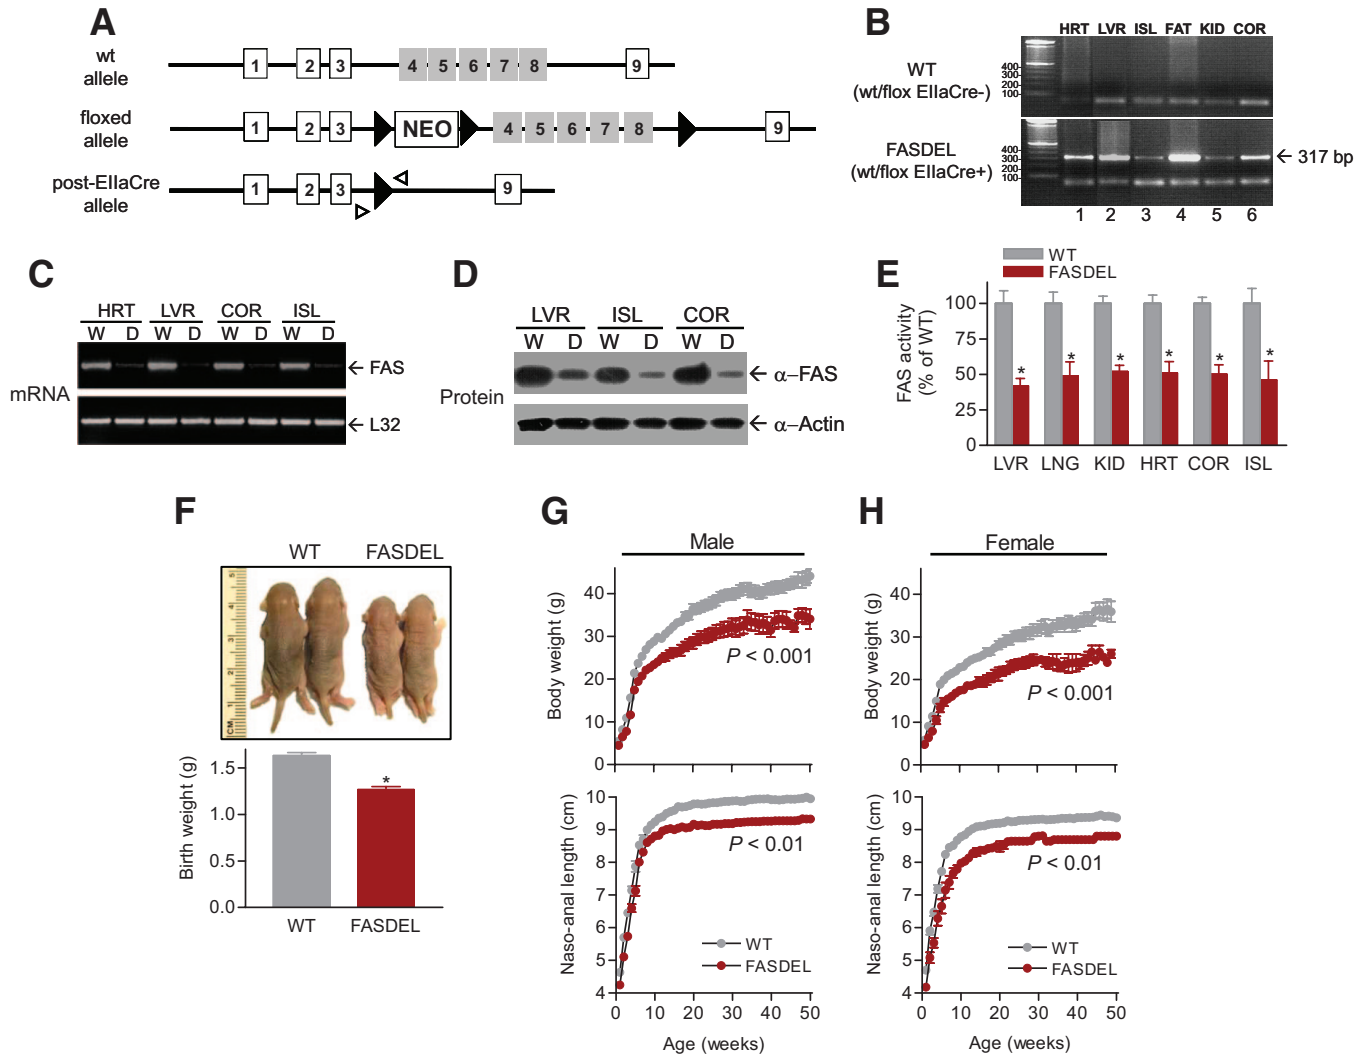 A
wt
allele
1 2 3 4 5 6 7 8 9
floxed
allele
1 2 3 NEO 4 5 6 7 8 9
post-EIIaCre
allele
1 2 3 9
B
HRT LVR ISL FAT KID COR
WT
(wt/flox EIIaCre-)
400
300
200
100
FASDEL
(wt/flox EIIaCre+)
400
300
200
100
← 317 bp
1 2 3 4 5 6
C
HRT LVR COR ISL
W D W D W D W D
mRNA
← FAS
← L32
D
LVR ISL COR
W D W D W D
Protein
← α–FAS
← α–Actin
E
WT
FASDEL
FAS activity
(% of WT)
100
75
50
25
0
* * * * * *
LVR LNG KID HRT COR ISL
F
WT FASDEL
5
4
3
2
1
CM
Birth weight (g)
1.5
1.0
0.5
0.0
*
WT FASDEL
G
Male
Body weight (g)
40
30
20
10
0
P < 0.001
Naso-anal length (cm)
10
9
8
7
6
5
4
P < 0.01
WT
FASDEL
0 10 20 30 40 50
Age (weeks)
H
Female
Body weight (g)
40
30
20
10
0
P < 0.001
Naso-anal length (cm)
10
9
8
7
6
5
4
P < 0.01
WT
FASDEL
0 10 20 30 40 50
Age (weeks)